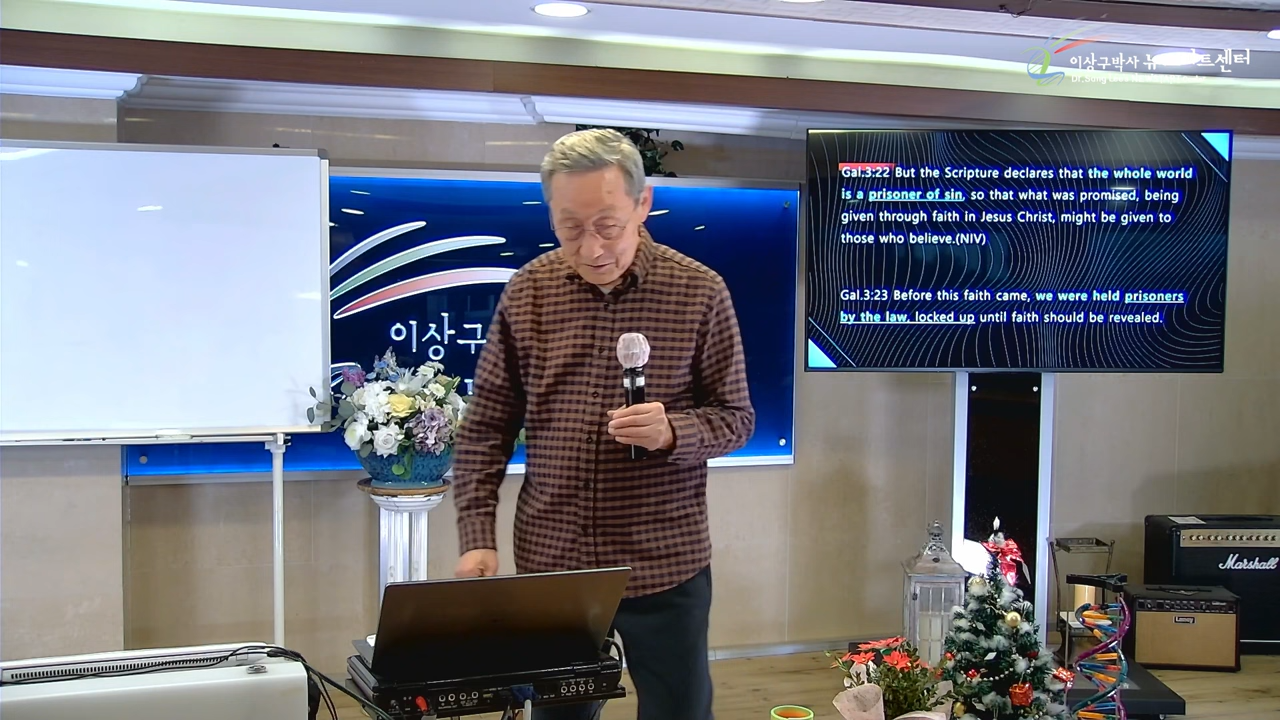 이상구박사 뉴스타트센터
Gal.3:22 But the Scripture declares that the whole world
is a prisoner of sin, so that what was promised, being
given through faith in Jesus Christ, might be given to
those who believe.(NIV)
Gal.3:23 Before this faith came, we were held prisoners
by the law, locked up until faith should be revealed.
이상구
Marshall
Laney